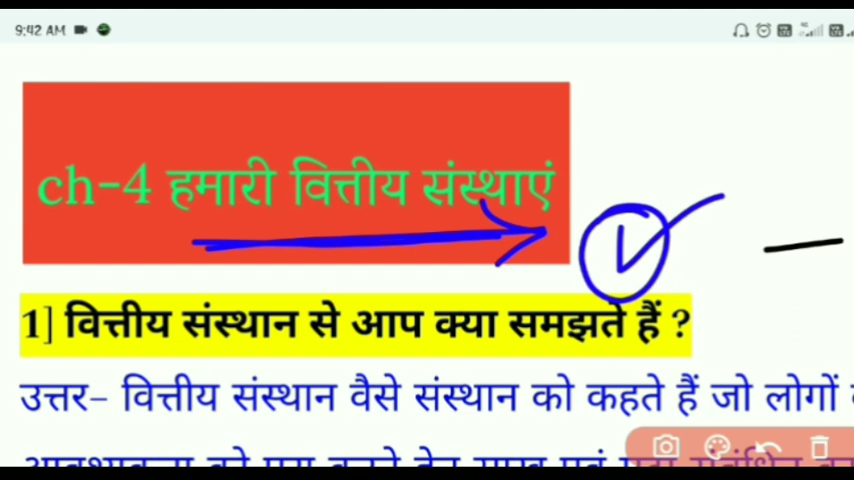 9:42 AM
ch-4 हमारी वित्तीय संस्थाएं
1] वित्तीय संस्थान से आप क्या समझते हैं ?
उत्तर– वित्तीय संस्थान वैसे संस्थान को कहते हैं जो लोगों